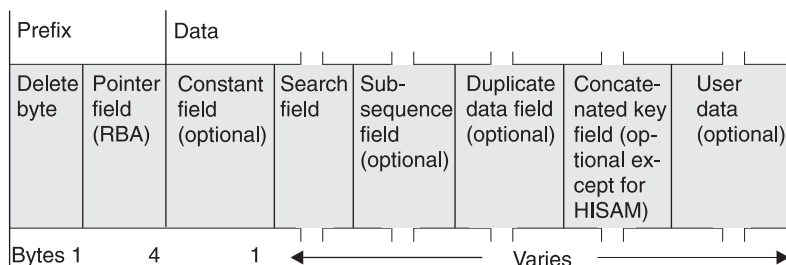 Prefix
Data
Delete
byte
Pointer
field
(RBA)
Constant
field
(optional)
Search
field
Sub-
sequence
field
(optional)
Duplicate
data field
(optional)
Concate-
nated key
field (op-
tional ex-
cept for
HISAM)
User
data
(optional)
Bytes 1 4 1 Varies